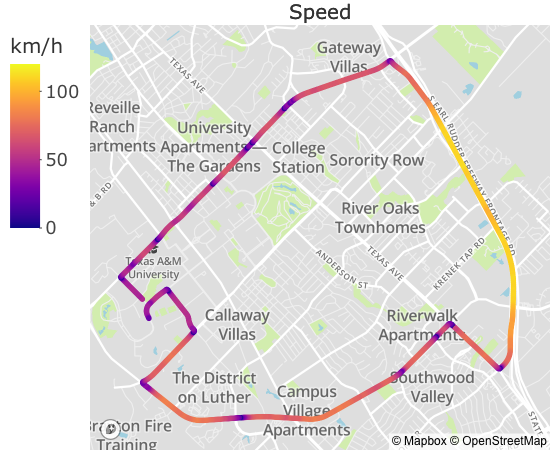 Speed
km/h
100
50
0
Gateway
Villas
TEXAS AVE
Reveille
Ranch
artments
University
Apartments
The Gardens
College
Station
Sorority Row
S EARL RUDDER FREEWAY FRONTAGE RD
& B RD
River Oaks
Townhomes
Texas A&M
University
ANDERSON ST
TEXAS AVE
KRENEK TAP RD
Callaway
Villas
Riverwalk
Apartments
The District
on Luther
Campus
Village
Apartments
Southwood
Valley
STATE
Fire
Training
© Mapbox © OpenStreetMap